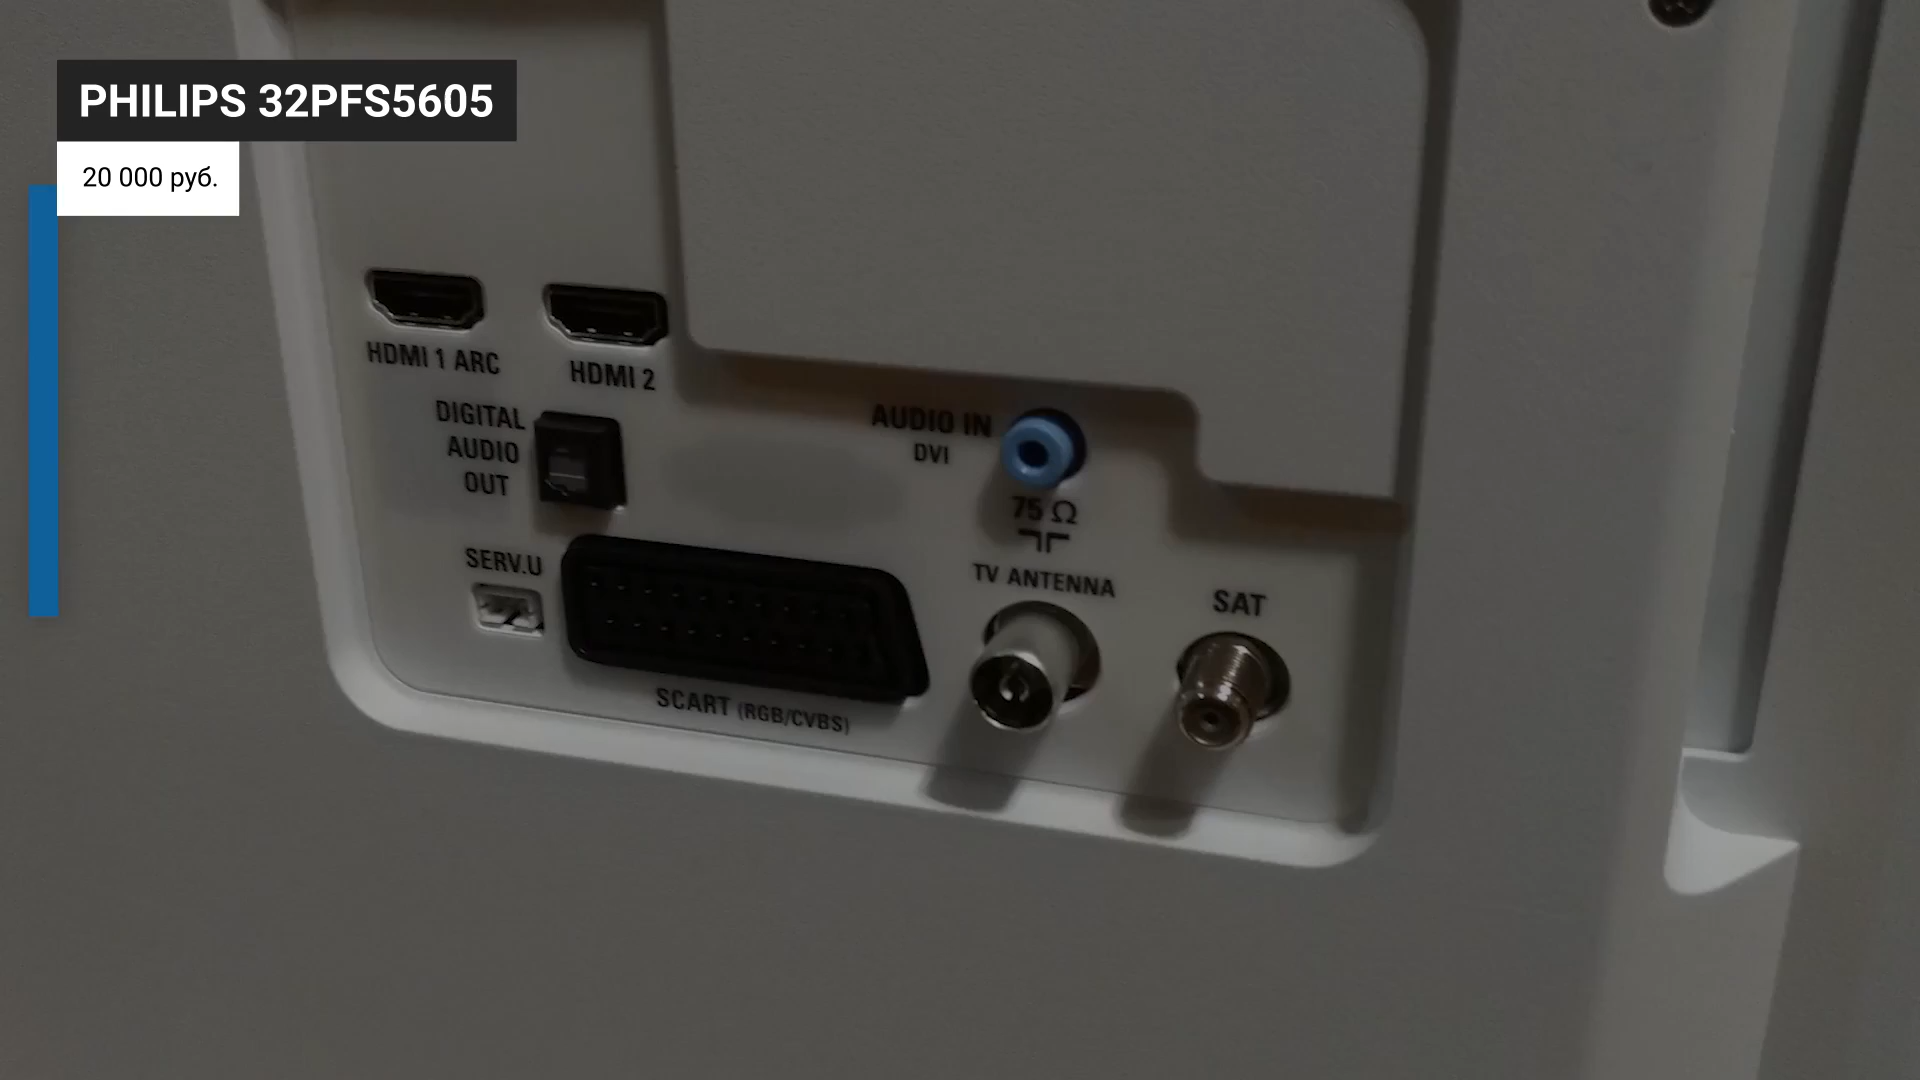 PHILIPS 32PFS5605
20 000 руб.
HDMI 1 ARC
HDMI 2
DIGITAL
AUDIO
OUT
AUDIO IN
DVI
75 Ω
TV ANTENNA
SAT
SERV.U
SCART (RGB/CVBS)